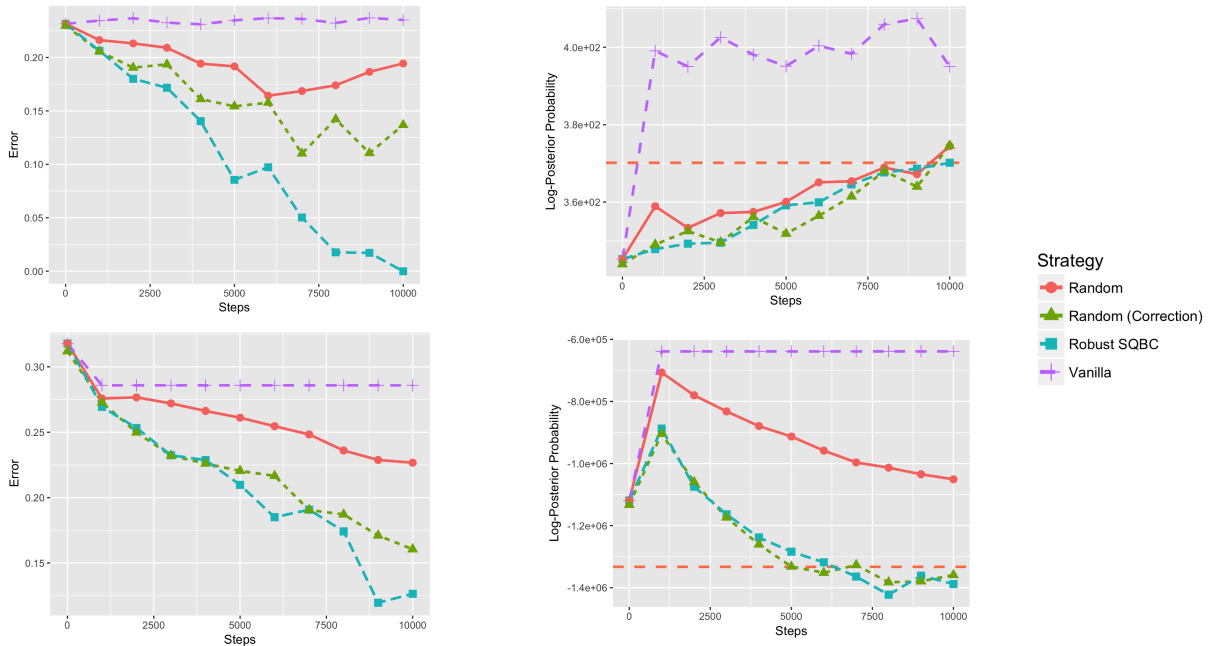 0.20
0.15
0.10
0.05
0.00
Error
0
2500
5000
7500
10000
Steps
4.0e+02
3.8e+02
3.6e+02
Log-Posterior Probability
0
2500
5000
7500
10000
Steps
0.30
0.25
0.20
0.15
Error
0
2500
5000
7500
10000
Steps
-6.0e+05
-8.0e+05
-1.0e+06
-1.2e+06
-1.4e+06
Log-Posterior Probability
0
2500
5000
7500
10000
Steps
Strategy
Random
Random (Correction)
Robust SQBC
Vanilla